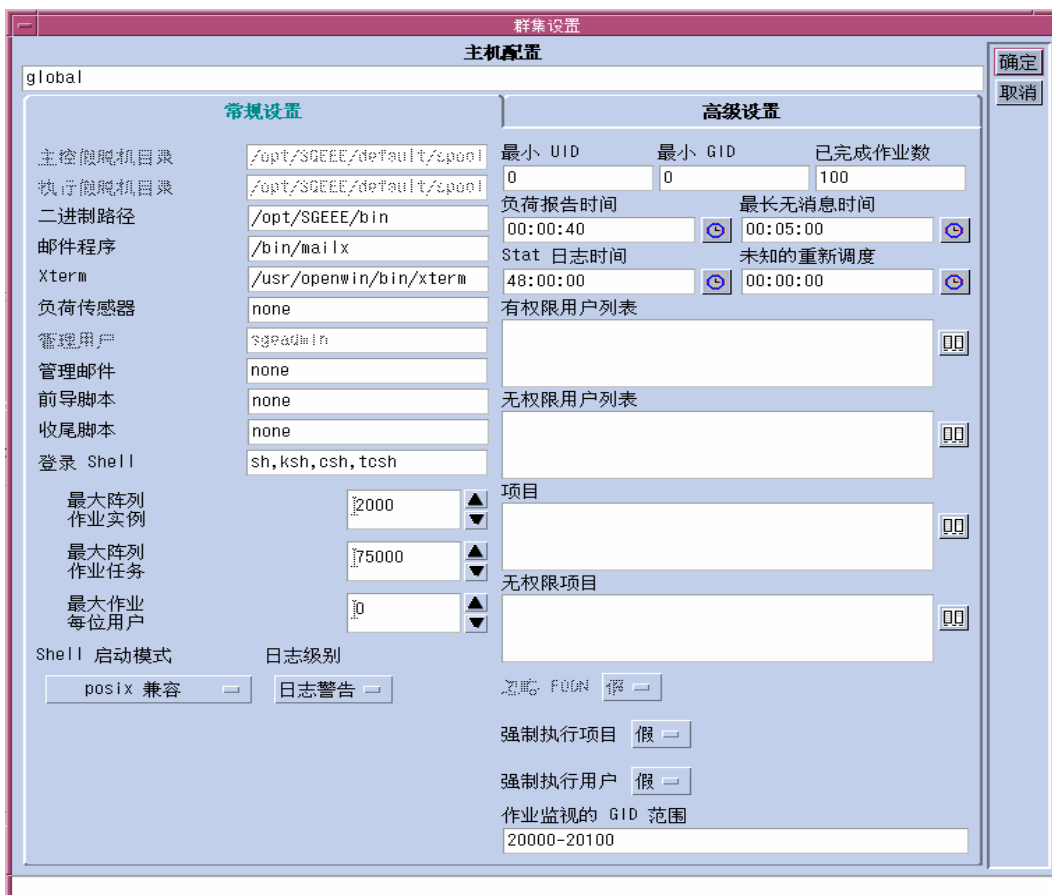 群集设置
主机配置
global
确定
取消
常规设置
高级设置
主控假脱机目录 /opt/SGEEE/default/spool
执行假脱机目录 /opt/SGEEE/default/spool
二进制路径 /opt/SGEEE/bin
邮件程序 /bin/mailx
Xterm /usr/openwin/bin/xterm
负荷传感器 none
管理用户 sgeadmin
管理邮件 none
前导脚本 none
收尾脚本 none
登录 Shell sh,ksh,csh,tcsh
最大阵列
作业实例 2000
最大阵列
作业任务 75000
最大作业
每位用户 0
Shell 启动模式 日志级别
posix 兼容 日志警告
最小 UID 最小 GID 已完成作业数
0 0 100
负荷报告时间 最长无消息时间
00:00:40 00:05:00
Stat 日志时间 未知的重新调度
48:00:00 00:00:00
有权限用户列表
无权限用户列表
项目
无权限项目
忽略 FQDN 假
强制执行项目 假
强制执行用户 假
作业监视的 GID 范围
20000-20100